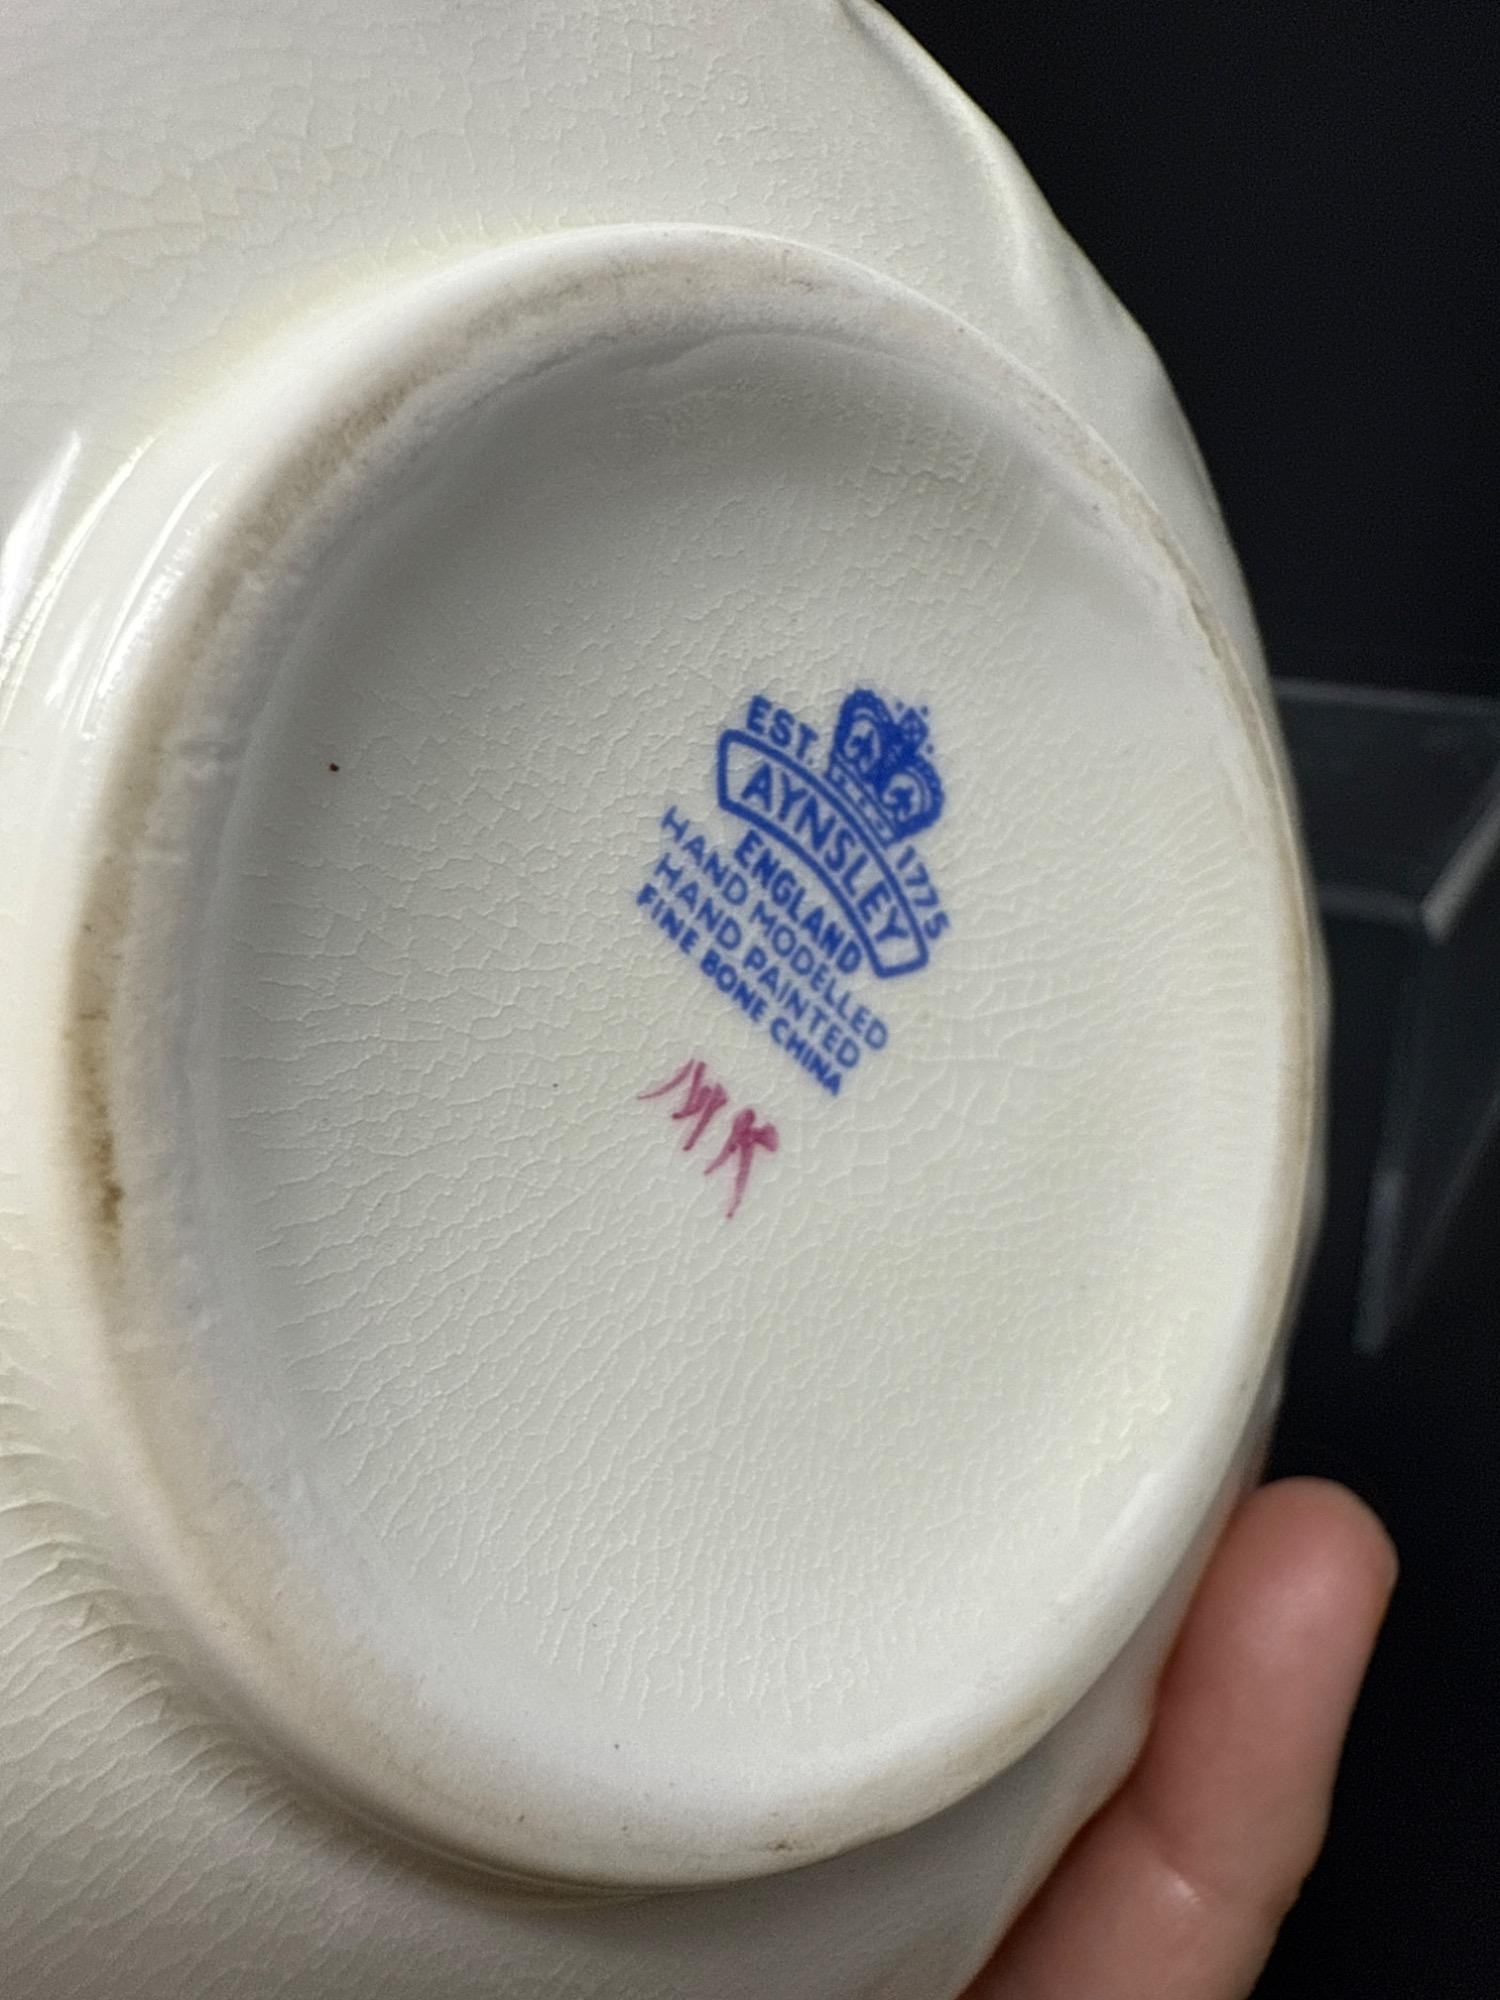 EST. 1775
AYNSLEY
ENGLAND
HAND MODELLED
HAND PAINTED
FINE BONE CHINA